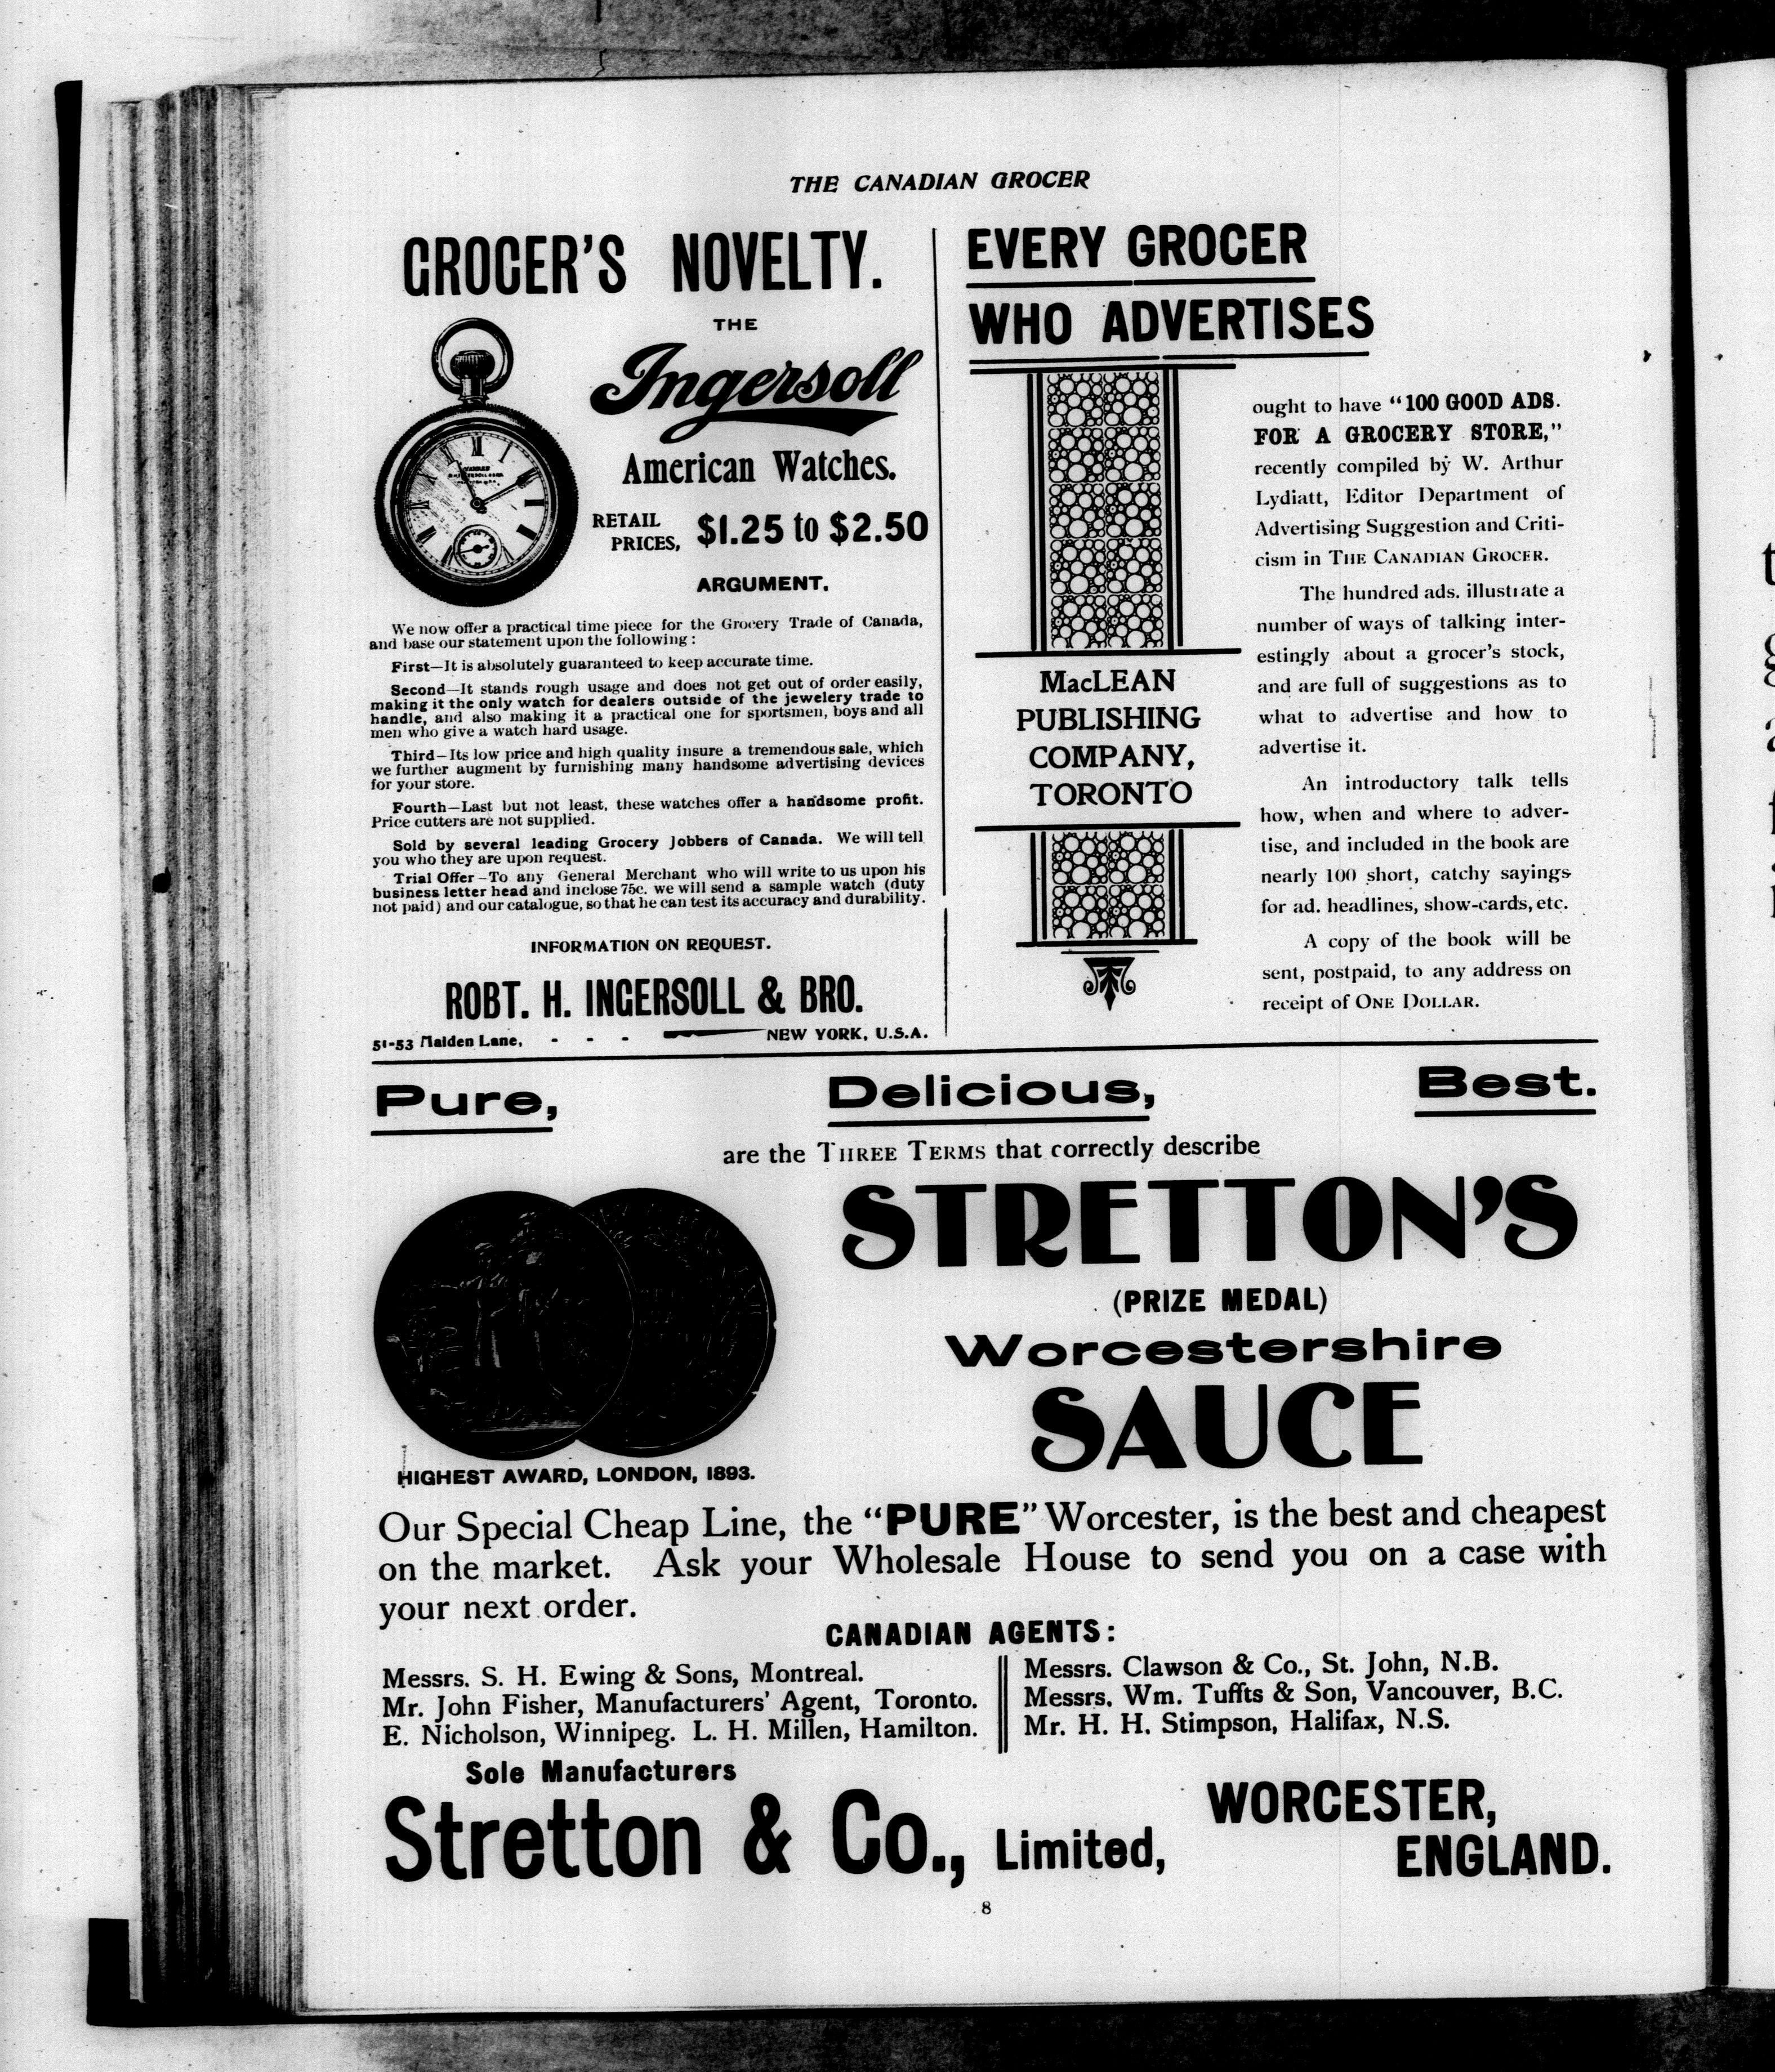 THE CANADIAN GROCER
GROCER'S NOVELTY.
THE
Ingersoll
American Watches.
RETAIL
PRICES, $1.25 to $2.50
ARGUMENT.
We now offer a practical time piece for the Grocery Trade of Canada,
and base our statement upon the following:
First—It is absolutely guaranteed to keep accurate time.
Second—It stands rough usage and does not get out of order easily,
making it the only watch for dealers outside of the jewelery trade to
handle, and also making it a practical one for sportsmen, boys and all
men who give a watch hard usage.
Third—Its low price and high quality insure a tremendous sale, which
we further augment by furnishing many handsome advertising devices
for your store.
Fourth—Last but not least, these watches offer a handsome profit.
Price cutters are not supplied.
Sold by several leading Grocery Jobbers of Canada. We will tell
you who they are upon request.
Trial Offer—To any General Merchant who will write to us upon his
business letter head and inclose 75c. we will send a sample watch (duty
not paid) and our catalogue, so that he can test its accuracy and durability.
INFORMATION ON REQUEST.
ROBT. H. INGERSOLL & BRO.
51-53 Maiden Lane, - - - NEW YORK, U.S.A.
EVERY GROCER
WHO ADVERTISES
ought to have "100 GOOD ADS.
FOR A GROCERY STORE,"
recently compiled by W. Arthur
Lydiatt, Editor Department of
Advertising Suggestion and Criti-
cism in THE CANADIAN GROCER.
The hundred ads. illustrate a
number of ways of talking inter-
estingly about a grocer's stock,
and are full of suggestions as to
what to advertise and how to
advertise it.
An introductory talk tells
how, when and where to adver-
tise, and included in the book are
nearly 100 short, catchy sayings
for ad. headlines, show-cards, etc.
A copy of the book will be
sent, postpaid, to any address on
receipt of ONE DOLLAR.
MacLEAN
PUBLISHING
COMPANY,
TORONTO
Pure, Delicious, Best.
are the THREE TERMS that correctly describe
STRETTON'S
(PRIZE MEDAL)
Worcestershire
SAUCE
HIGHEST AWARD, LONDON, 1893.
Our Special Cheap Line, the "PURE" Worcester, is the best and cheapest
on the market. Ask your Wholesale House to send you on a case with
your next order.
CANADIAN AGENTS:
Messrs. S. H. Ewing & Sons, Montreal.
Mr. John Fisher, Manufacturers' Agent, Toronto.
E. Nicholson, Winnipeg. L. H. Millen, Hamilton.
Messrs. Clawson & Co., St. John, N.B.
Messrs. Wm. Tuffts & Son, Vancouver, B.C.
Mr. H. H. Stimpson, Halifax, N.S.
Sole Manufacturers
Stretton & Co., Limited, WORCESTER,
ENGLAND.
8